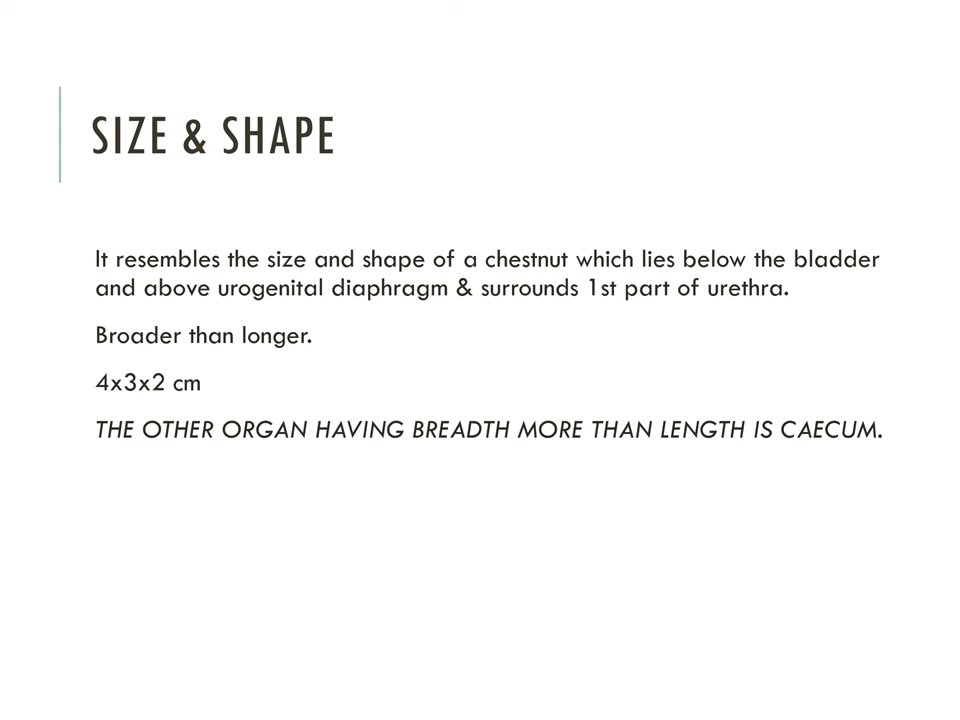 SIZE & SHAPE
It resembles the size and shape of a chestnut which lies below the bladder
and above urogenital diaphragm & surrounds 1st part of urethra.
Broader than longer.
4x3x2 cm
THE OTHER ORGAN HAVING BREADTH MORE THAN LENGTH IS CAECUM.